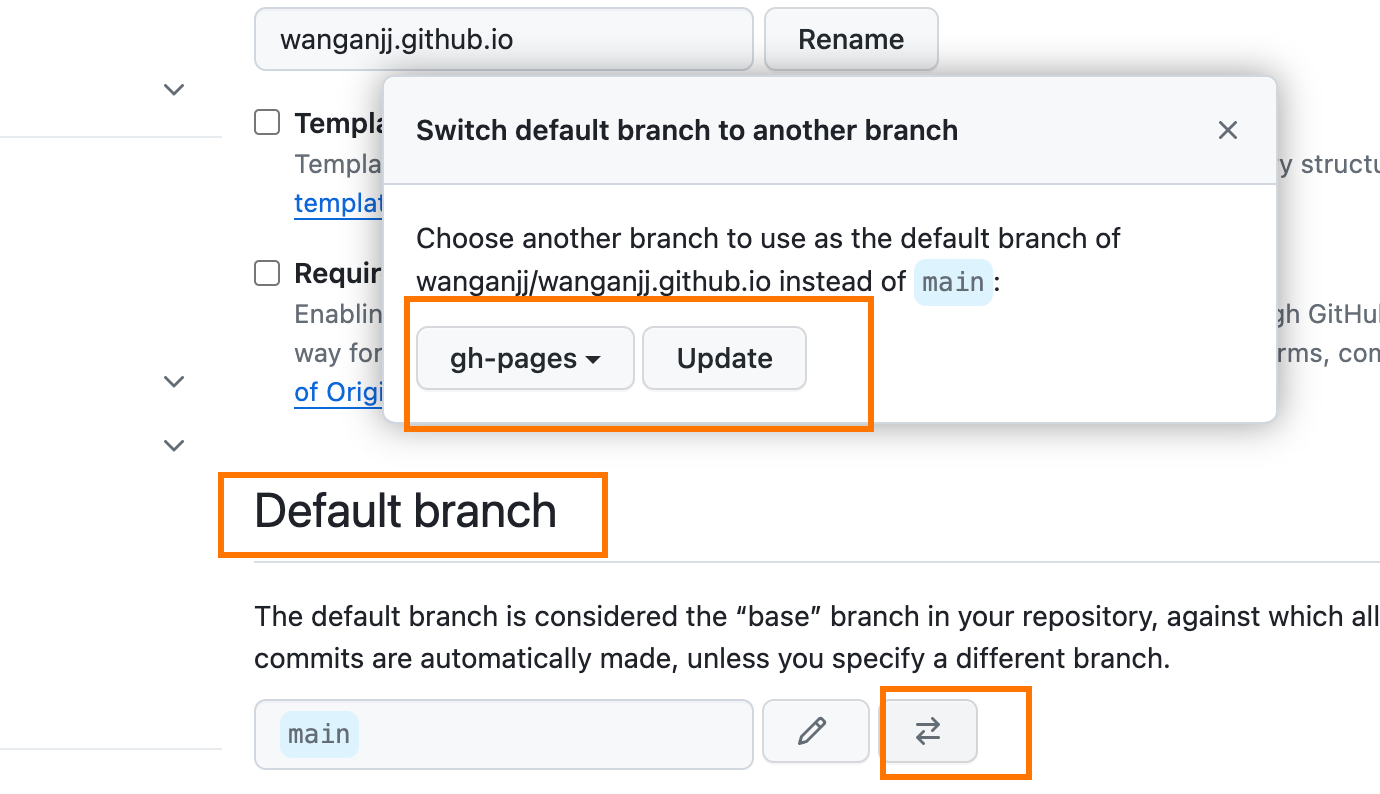 wanganjj.github.io
Rename
Templa
Templa
y structu
templat
Switch default branch to another branch
Choose another branch to use as the default branch of
wanganjj/wanganjj.github.io instead of main:
gh-pages
Update
Requir
Enablin
gh GitHu
way for
rms, con
of Origi
Default branch
The default branch is considered the “base” branch in your repository, against which all
commits are automatically made, unless you specify a different branch.
main